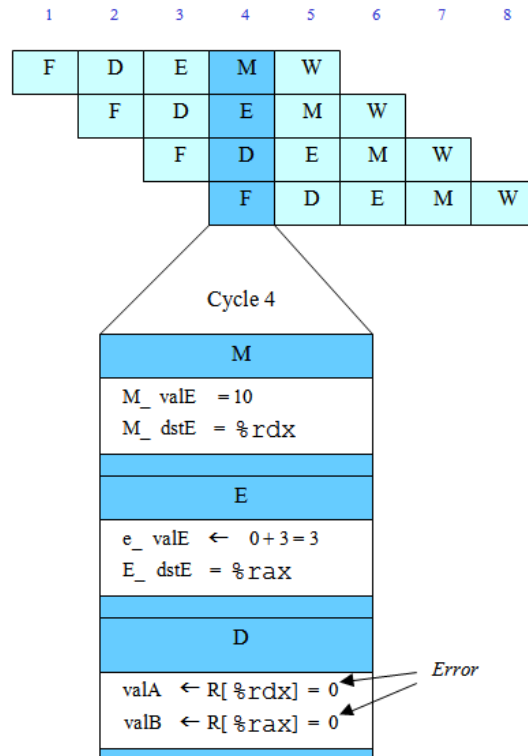 1 2 3 4 5 6 7 8
F D E M W
F D E M W
F D E M W
F D E M W
Cycle 4
M
M_ valE = 10
M_ dstE = %rdx
E
e_ valE ← 0 + 3 = 3
E_ dstE = %rax
D
Error
valA ← R[ %rdx] = 0
valB ← R[ %rax] = 0